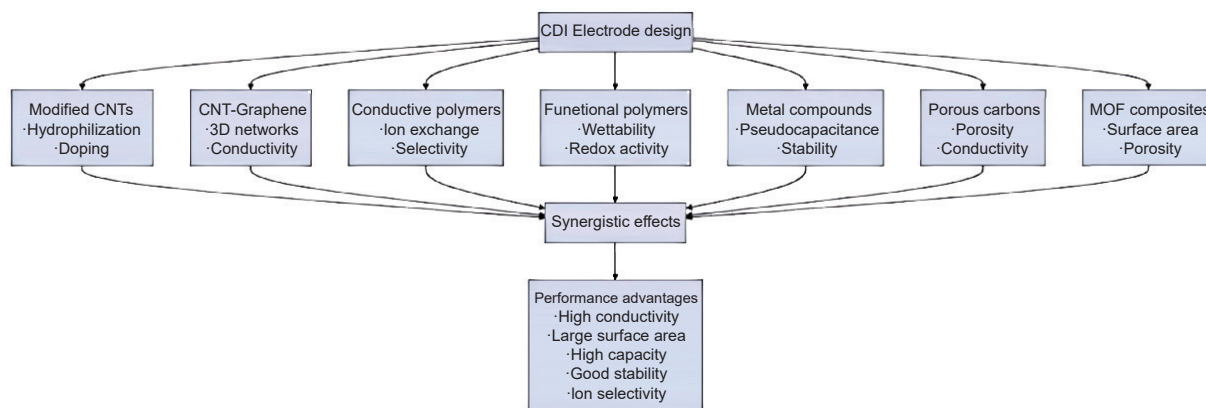 CDI Electrode design
Modified CNTs
·Hydrophilization
·Doping
CNT-Graphene
·3D networks
·Conductivity
Conductive polymers
·Ion exchange
·Selectivity
Funetional polymers
·Wettability
·Redox activity
Metal compounds
·Pseudocapacitance
·Stability
Porous carbons
·Porosity
·Conductivity
MOF composites
·Surface area
·Porosity
Synergistic effects
Performance advantages
·High conductivity
·Large surface area
·High capacity
·Good stability
·Ion selectivity